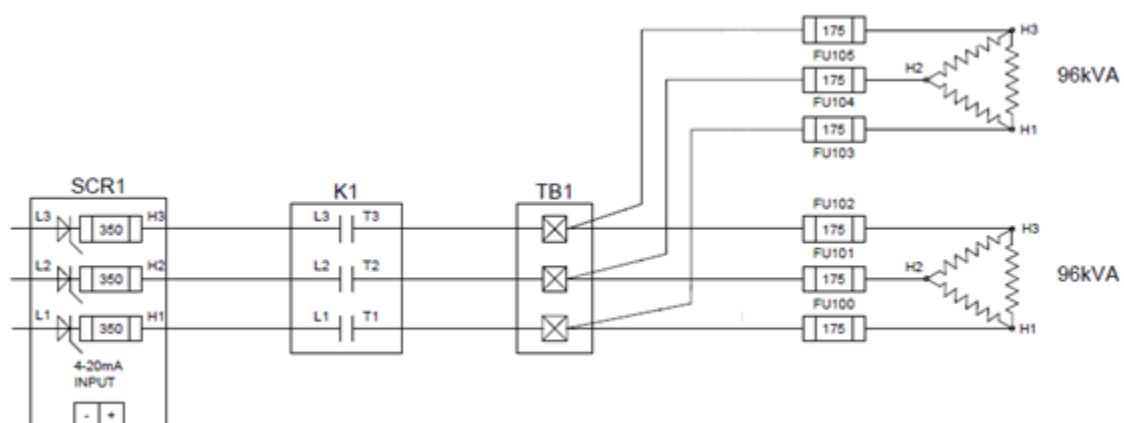 175
H3
FU105
H2
175
96kVA
FU104
175
H1
FU103
SCR1
K1
TB1
FU102
L3
350
H3
L3
T3
175
H3
FU101
L2
350
H2
L2
T2
175
H2
96kVA
FU100
L1
350
H1
L1
T1
175
H1
4-20mA
INPUT
- +